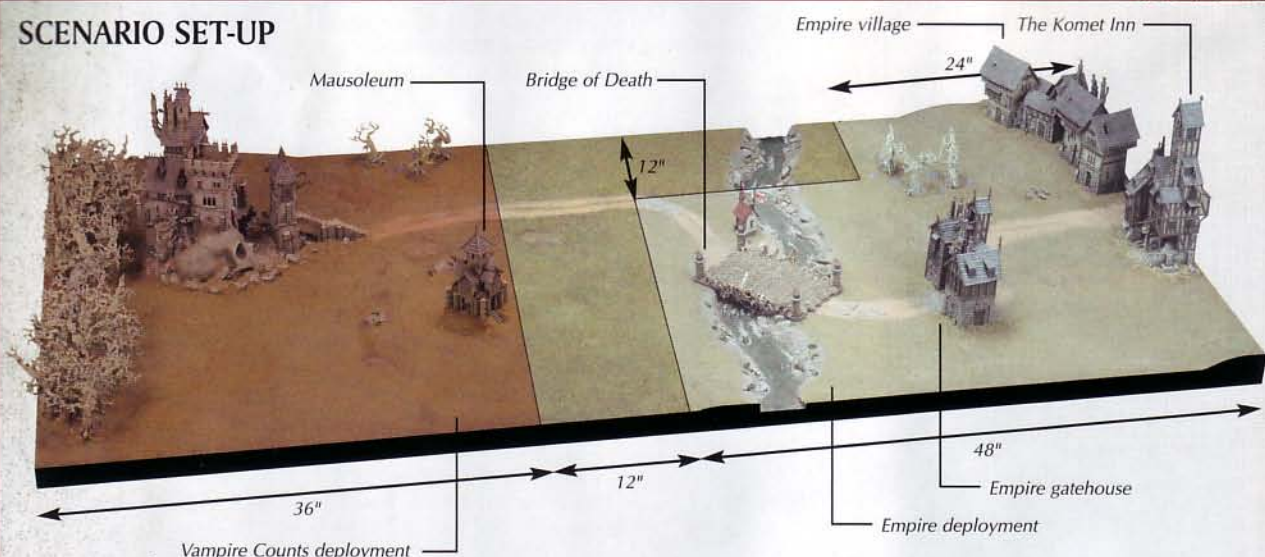 SCENARIO SET-UP
Empire village
The Komet Inn
Mausoleum
Bridge of Death
24"
12"
48"
12"
36"
Empire gatehouse
Empire deployment
Vampire Counts deployment